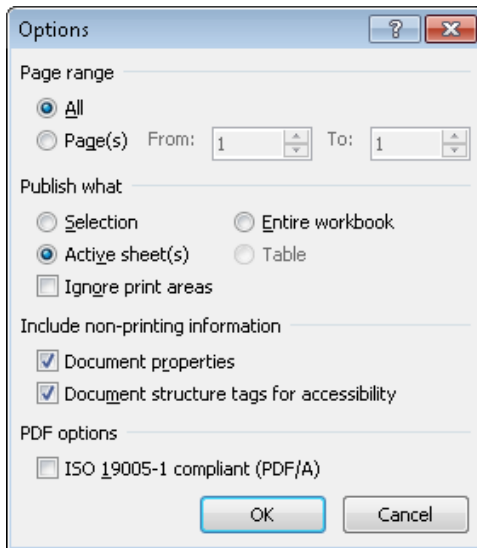 Options
Page range
All
Page(s) From: 1 To: 1
Publish what
Selection Entire workbook
Active sheet(s) Table
Ignore print areas
Include non-printing information
Document properties
Document structure tags for accessibility
PDF options
ISO 19005-1 compliant (PDF/A)
OK Cancel